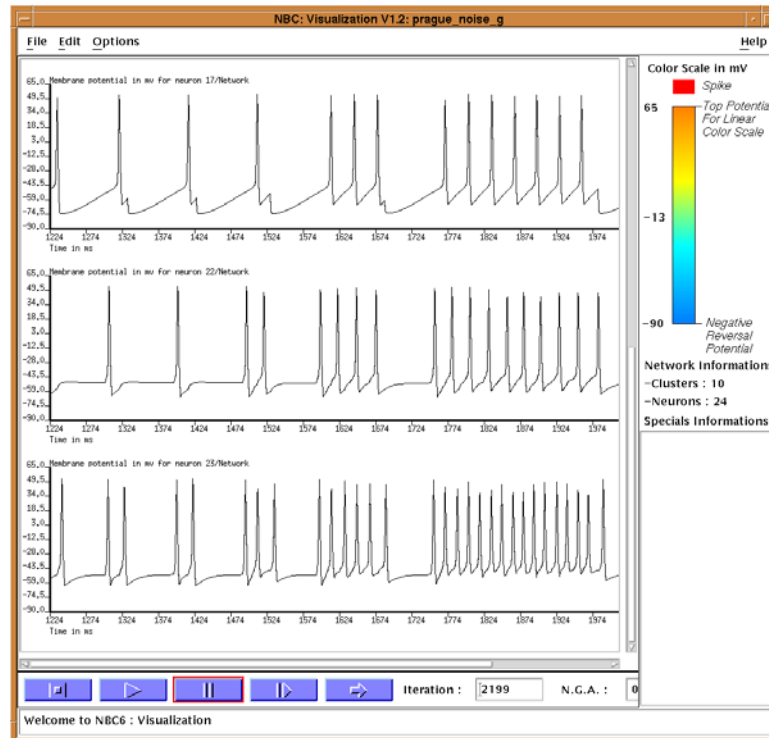 NBC: Visualization V1.2: prague_noise_g
File Edit Options Help
65.0 Membrane potential in mv for neuron 17/Network
49.5
34.0
18.5
3.0
-12.5
-28.0
-43.5
-59.0
-74.5
-90.0
1224 1274 1324 1374 1424 1474 1524 1574 1624 1674 1724 1774 1824 1874 1924 1974
Time in ms
65.0 Membrane potential in mv for neuron 22/Network
49.5
34.0
18.5
3.0
-12.5
-28.0
-43.5
-59.0
-74.5
-90.0
1224 1274 1324 1374 1424 1474 1524 1574 1624 1674 1724 1774 1824 1874 1924 1974
Time in ms
65.0 Membrane potential in mv for neuron 23/Network
49.5
34.0
18.5
3.0
-12.5
-28.0
-43.5
-59.0
-74.5
-90.0
1224 1274 1324 1374 1424 1474 1524 1574 1624 1674 1724 1774 1824 1874 1924 1974
Time in ms
Color Scale in mV
Spike
65
Top Potentia
For Linear
Color Scale
-13
-90
Negative
Reversal
Potential
Network Informations
-Clusters : 10
-Neurons : 24
Specials Informations
Iteration : 2199 N.G.A. : 0
Welcome to NBC6 : Visualization